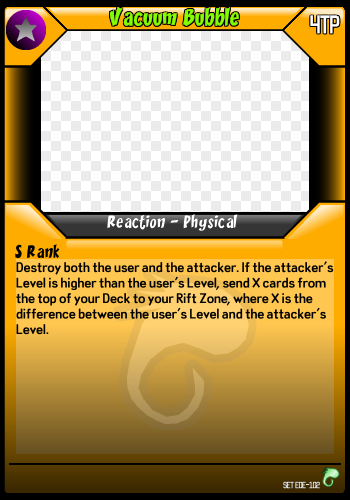 Vacuum Bubble
4TP
Reaction - Physical
S Rank
Destroy both the user and the attacker. If the attacker's
Level is higher than the user's Level, send X cards from
the top of your Deck to your Rift Zone, where X is the
difference between the user's Level and the attacker's
Level.
SET EOE-102